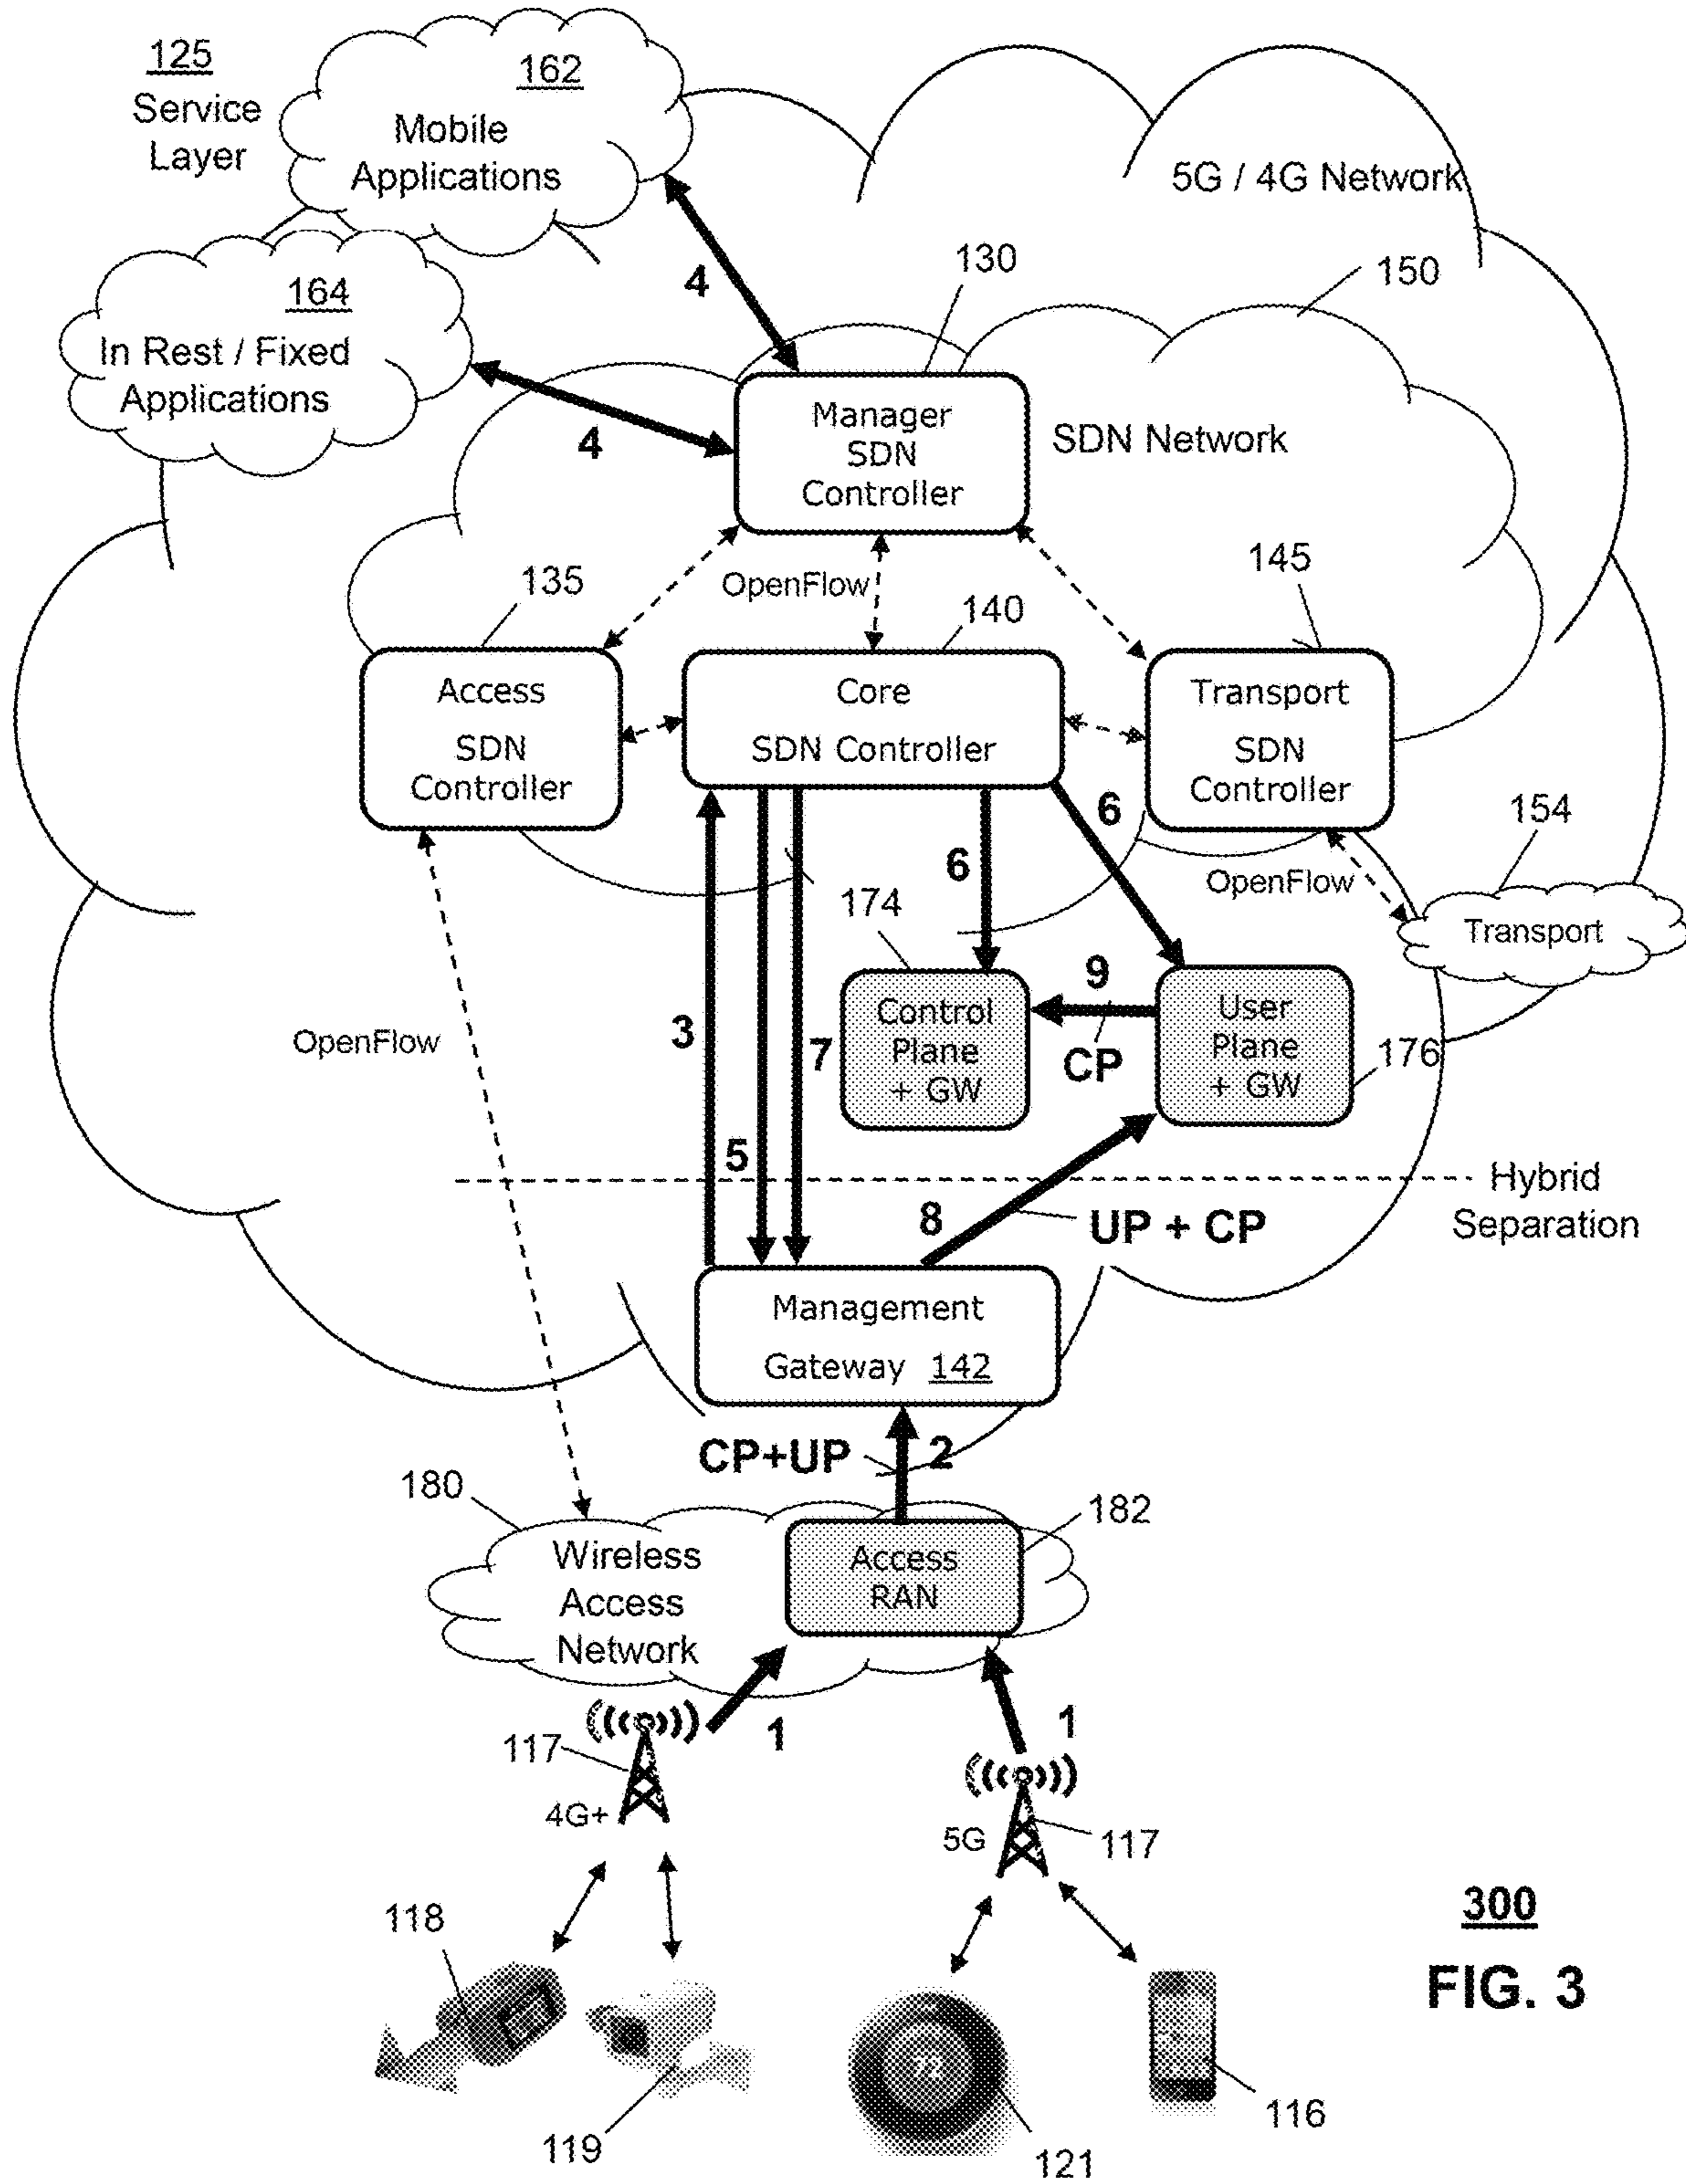 125
Service
Layer
162
Mobile
Applications
5G / 4G Network
164
In Rest / Fixed
Applications
4
4
130
150
Manager
SDN
Controller
SDN Network
135
OpenFlow
140
145
Access
SDN
Controller
Core
SDN Controller
Transport
SDN
Controller
154
Transport
OpenFlow
6
6
174
OpenFlow
3
5
7
Control
Plane
+ GW
9
CP
User
Plane
+ GW
176
Hybrid
Separation
8
UP + CP
Management
Gateway 142
CP+UP
2
180
182
Wireless
Access
Network
Access
RAN
1
1
117
4G+
5G
117
118
119
72
121
116
300
FIG. 3